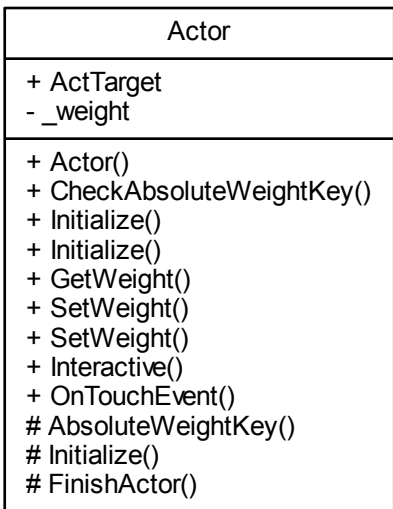 Actor
+ ActTarget
- _weight
+ Actor()
+ CheckAbsoluteWeightKey()
+ Initialize()
+ Initialize()
+ GetWeight()
+ SetWeight()
+ SetWeight()
+ Interactive()
+ OnTouchEvent()
# AbsoluteWeightKey()
# Initialize()
# FinishActor()